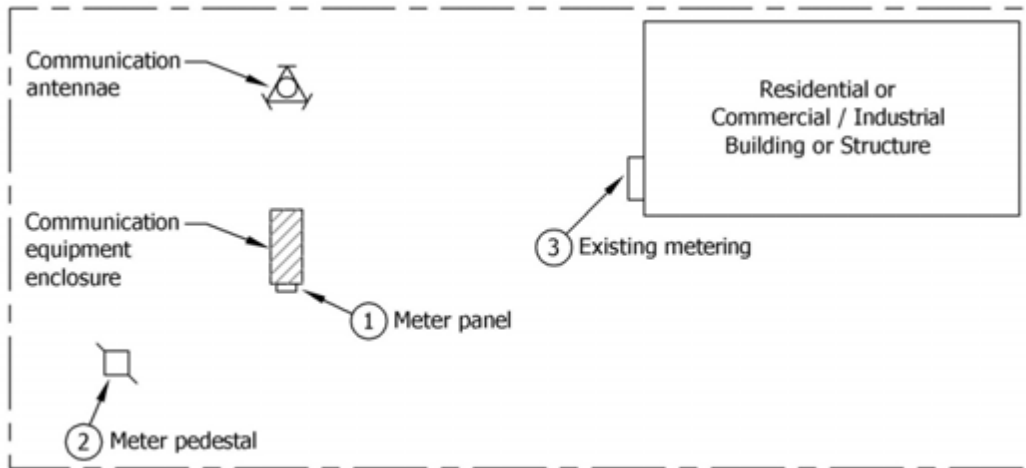 Communication
antennae
Residential or
Commercial / Industrial
Building or Structure
Communication
equipment
enclosure
3 Existing metering
1 Meter panel
2 Meter pedestal